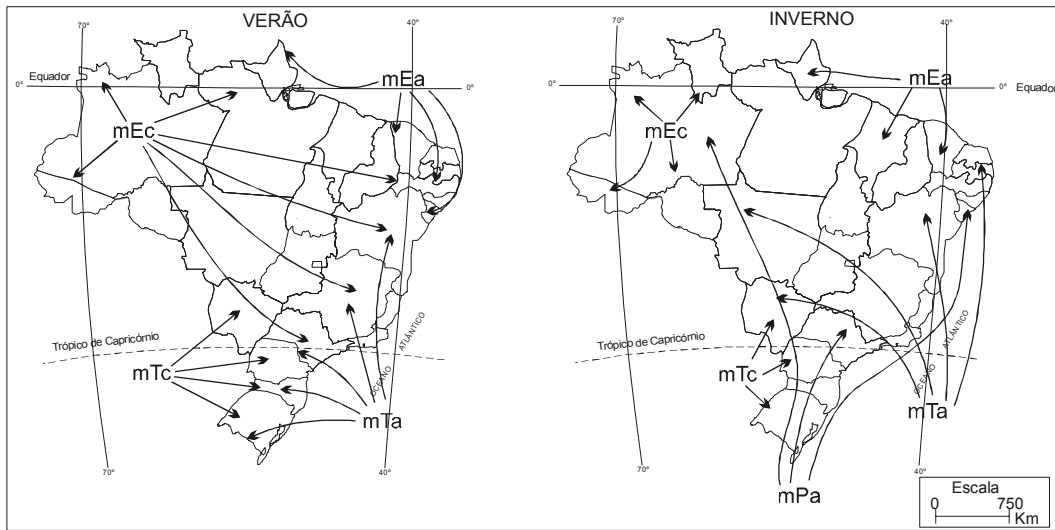 VERÃO
70°
40°
Equador
0°
0°
mEa
mEc
Trópico de Capricórnio
mTc
mTa
OCEANO
ATLÂNTICO
70°
40°
INVERNO
70°
40°
0°
Equador
mEa
mEc
Trópico de Capricórnio
mTc
mTa
OCEANO
ATLÂNTICO
mPa
70°
40°
Escala
0 750
Km